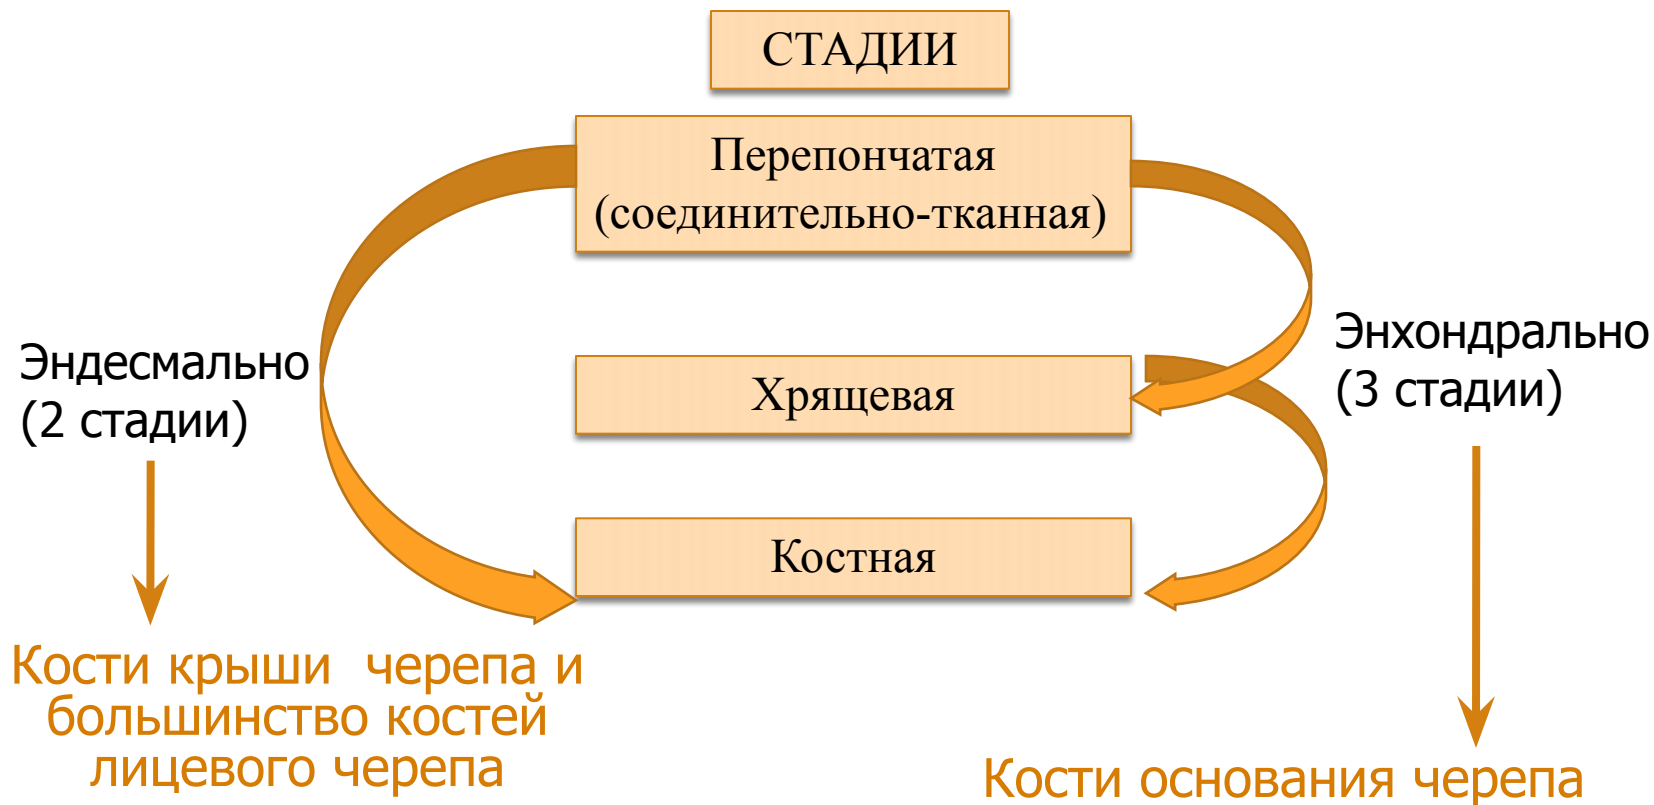 СТАДИИ
Перепончатая
(соединительно-тканная)
Эндесмально
(2 стадии)
Хрящевая
Энхондрально
(3 стадии)
Костная
Кости крыши  черепа и
большинство костей
лицевого черепа
Кости основания черепа